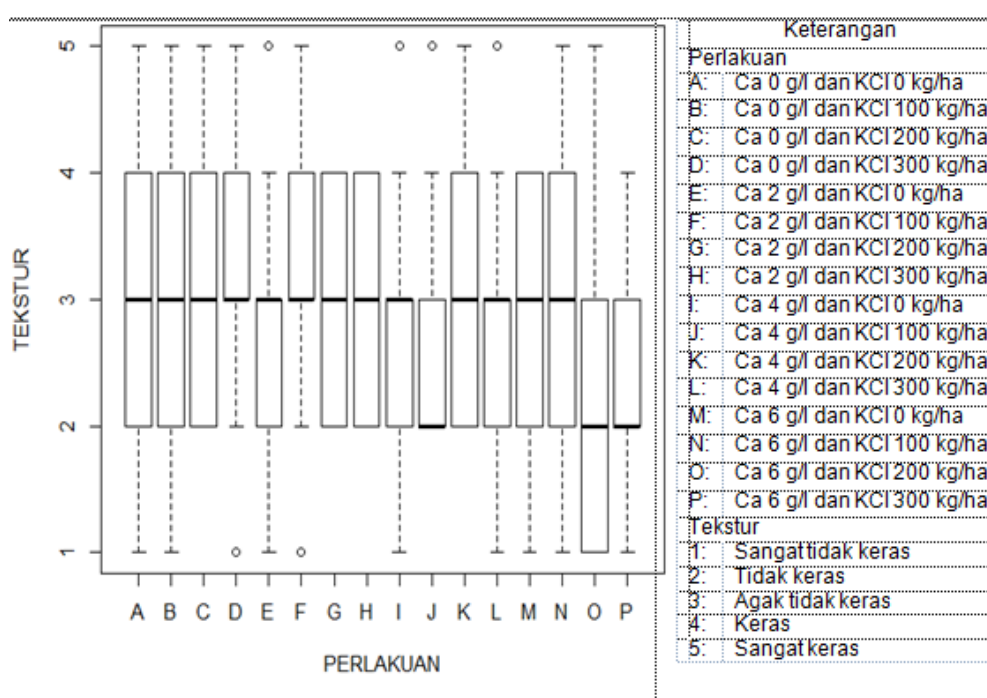 5
4
3
2
1
TEKSTUR
A B C D E F G H I J K L M N O P
PERLAKUAN
Keterangan
Perlakuan
A: Ca 0 g/l dan KCl 0 kg/ha
B: Ca 0 g/l dan KCl 100 kg/ha
C: Ca 0 g/l dan KCl 200 kg/ha
D: Ca 0 g/l dan KCl 300 kg/ha
E: Ca 2 g/l dan KCl 0 kg/ha
F: Ca 2 g/l dan KCl 100 kg/ha
G: Ca 2 g/l dan KCl 200 kg/ha
H: Ca 2 g/l dan KCl 300 kg/ha
I: Ca 4 g/l dan KCl 0 kg/ha
J: Ca 4 g/l dan KCl 100 kg/ha
K: Ca 4 g/l dan KCl 200 kg/ha
L: Ca 4 g/l dan KCl 300 kg/ha
M: Ca 6 g/l dan KCl 0 kg/ha
N: Ca 6 g/l dan KCl 100 kg/ha
O: Ca 6 g/l dan KCl 200 kg/ha
P: Ca 6 g/l dan KCl 300 kg/ha
Tekstur
1: Sangat tidak keras
2: Tidak keras
3: Agak tidak keras
4: Keras
5: Sangat keras